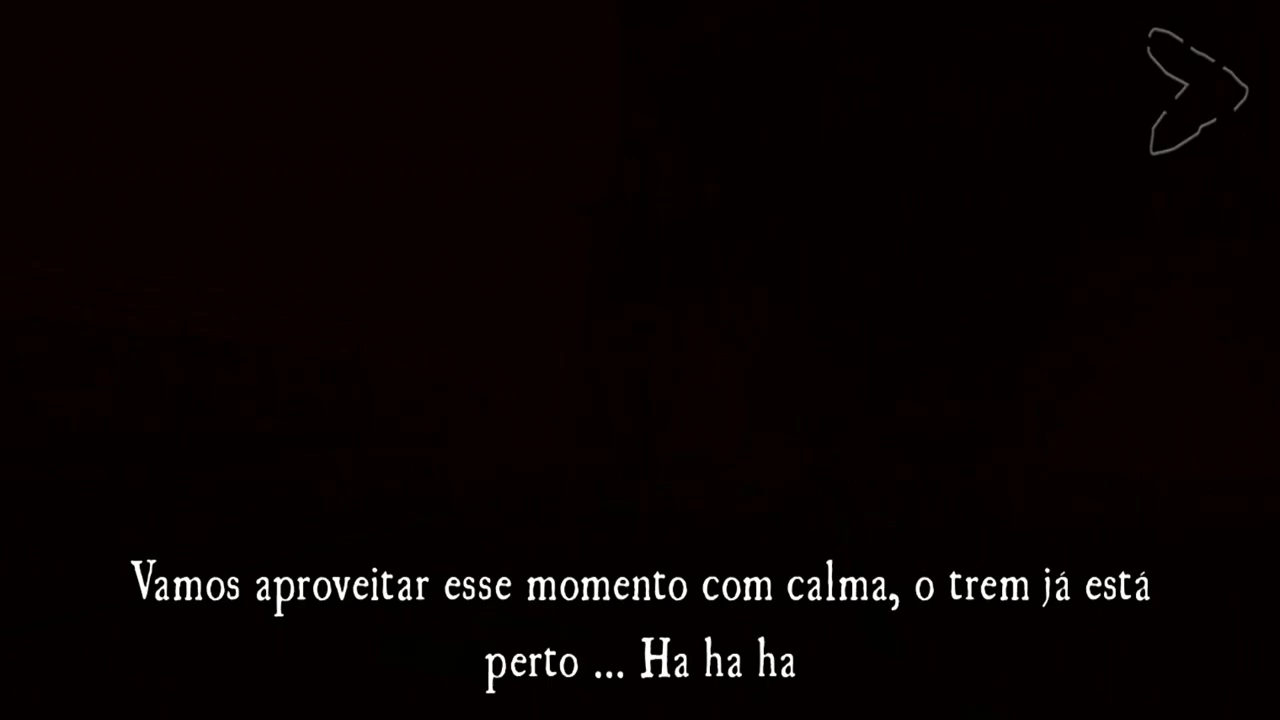 Vamos aproveitar esse momento com calma, o trem já está
perto ... Ha ha ha